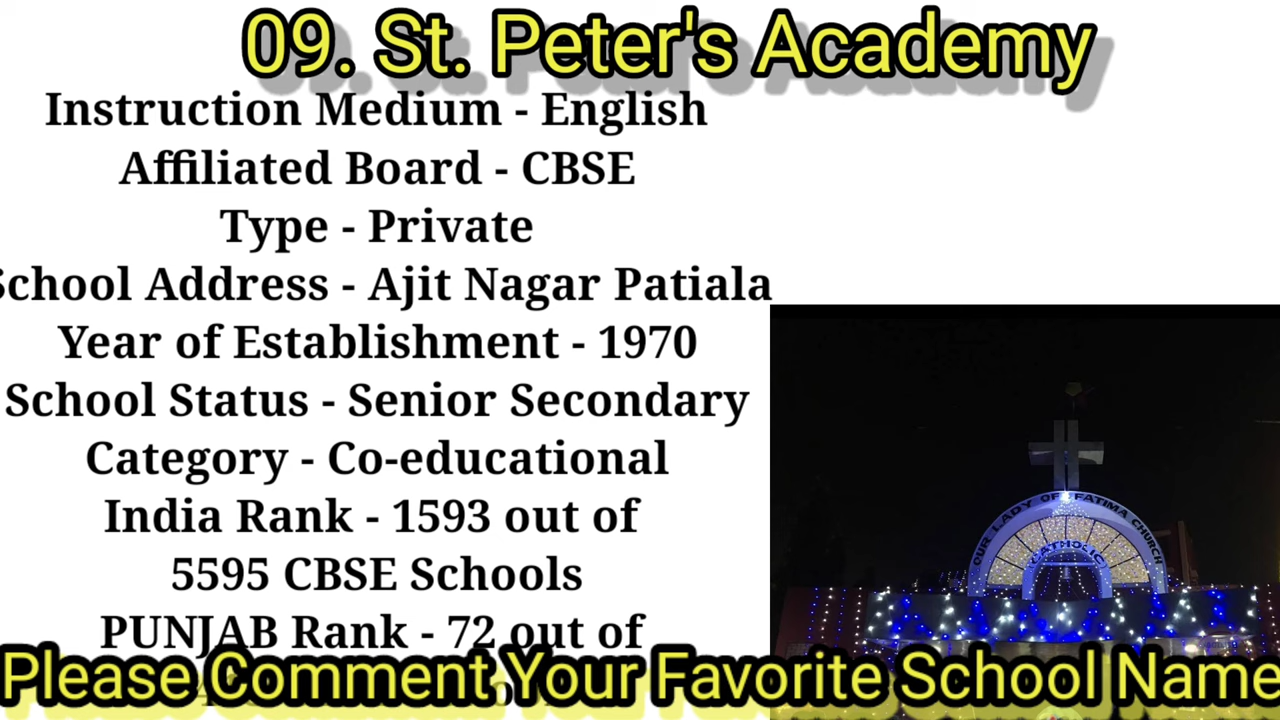 09. St. Peter's Academy
Instruction Medium - English
Affiliated Board - CBSE
Type - Private
School Address - Ajit Nagar Patiala
Year of Establishment - 1970
School Status - Senior Secondary
Category - Co-educational
India Rank - 1593 out of
5595 CBSE Schools
PUNJAB Rank - 72 out of
Please Comment Your Favorite School Name
OUR LADY OF FATIMA CHURCH
CATHOLIC